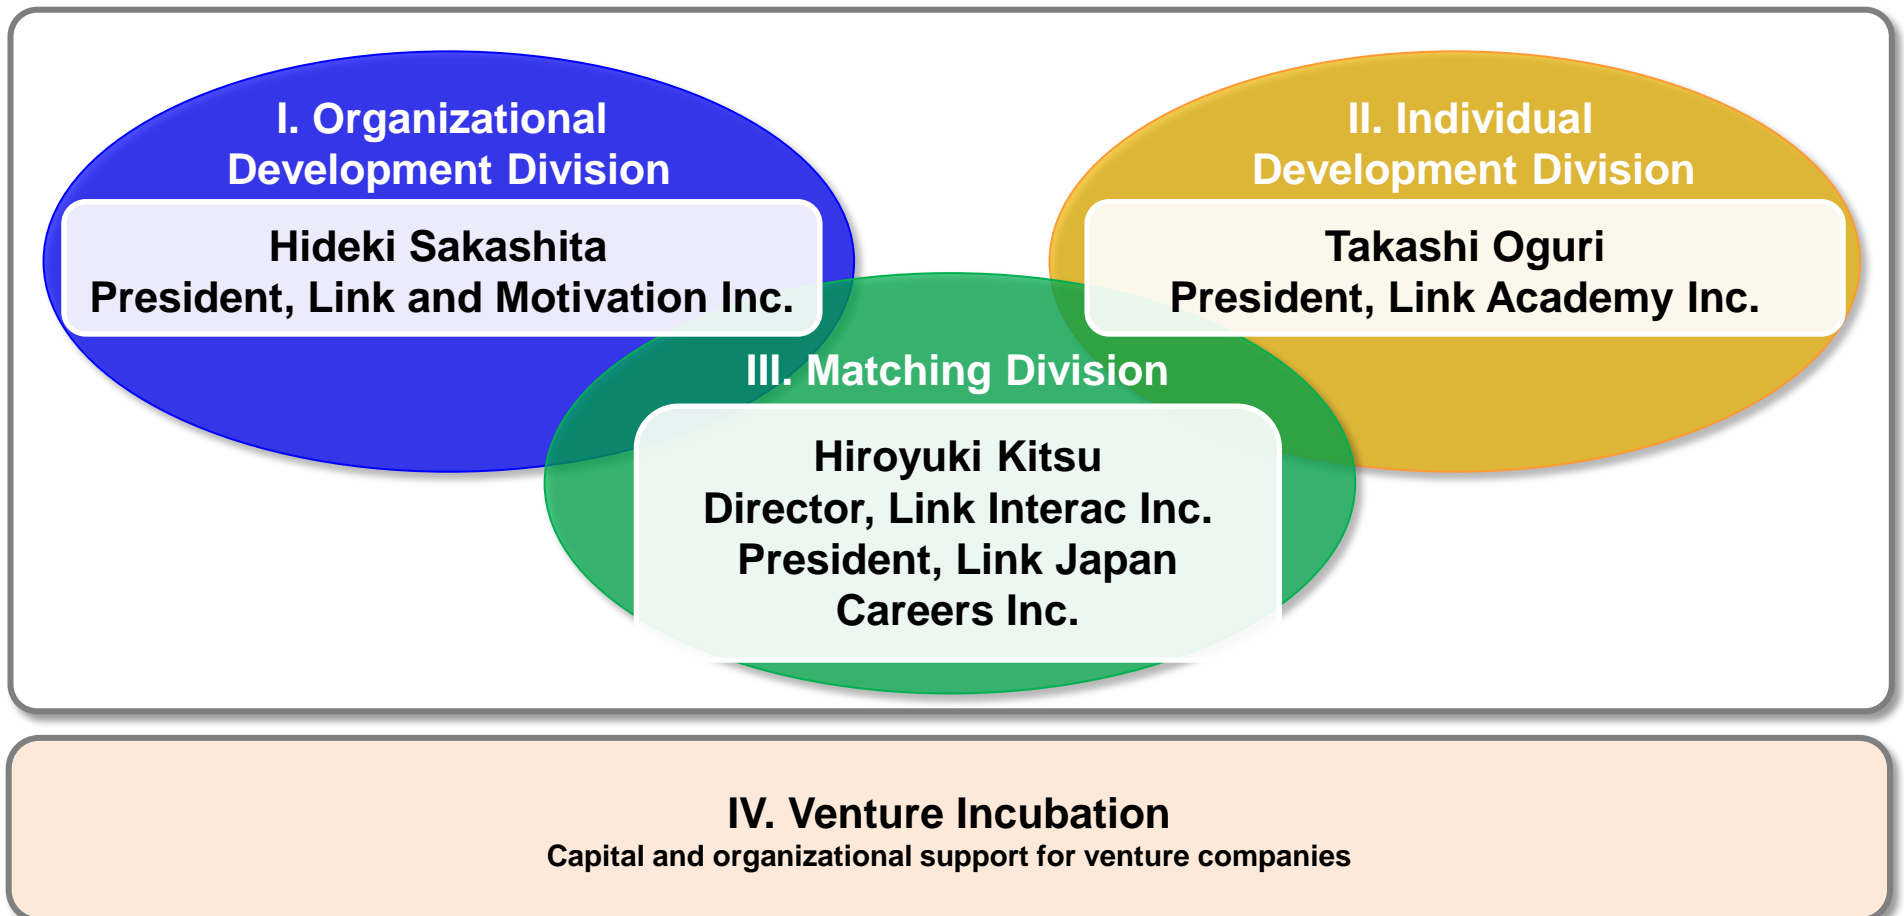 I. Organizational
Development Division
Hideki Sakashita
President, Link and Motivation Inc.
II. Individual
Development Division
Takashi Oguri
President, Link Academy Inc.
III. Matching Division
Hiroyuki Kitsu
Director, Link Interac Inc.
President, Link Japan
Careers Inc.
IV. Venture Incubation
Capital and organizational support for venture companies